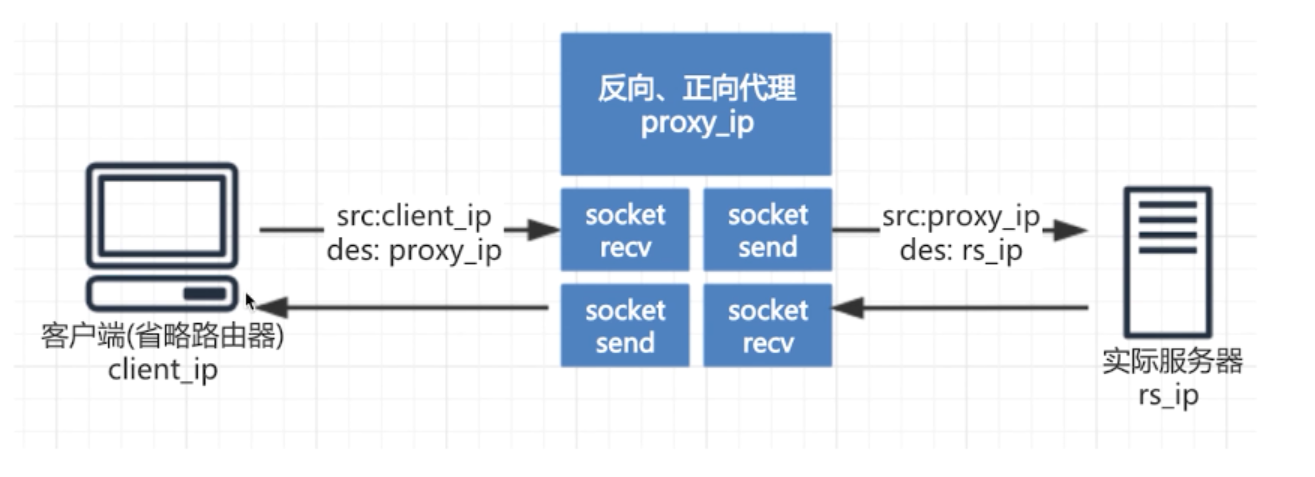 反向、正向代理
proxy_ip
src:client_ip
des: proxy_ip
socket
recv
socket
send
src:proxy_ip
des: rs_ip
socket
send
socket
recv
客户端(省略路由器)
client_ip
实际服务器
rs_ip